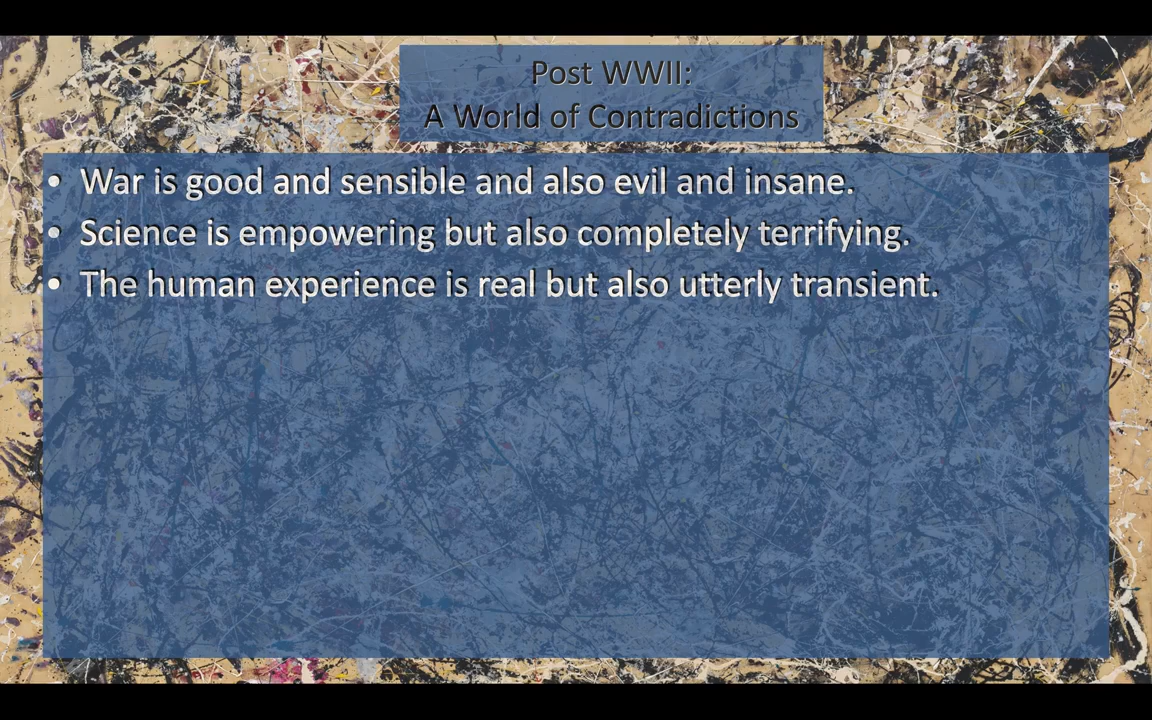 Post WWII:
A World of Contradictions
• War is good and sensible and also evil and insane.
• Science is empowering but also completely terrifying.
• The human experience is real but also utterly transient.